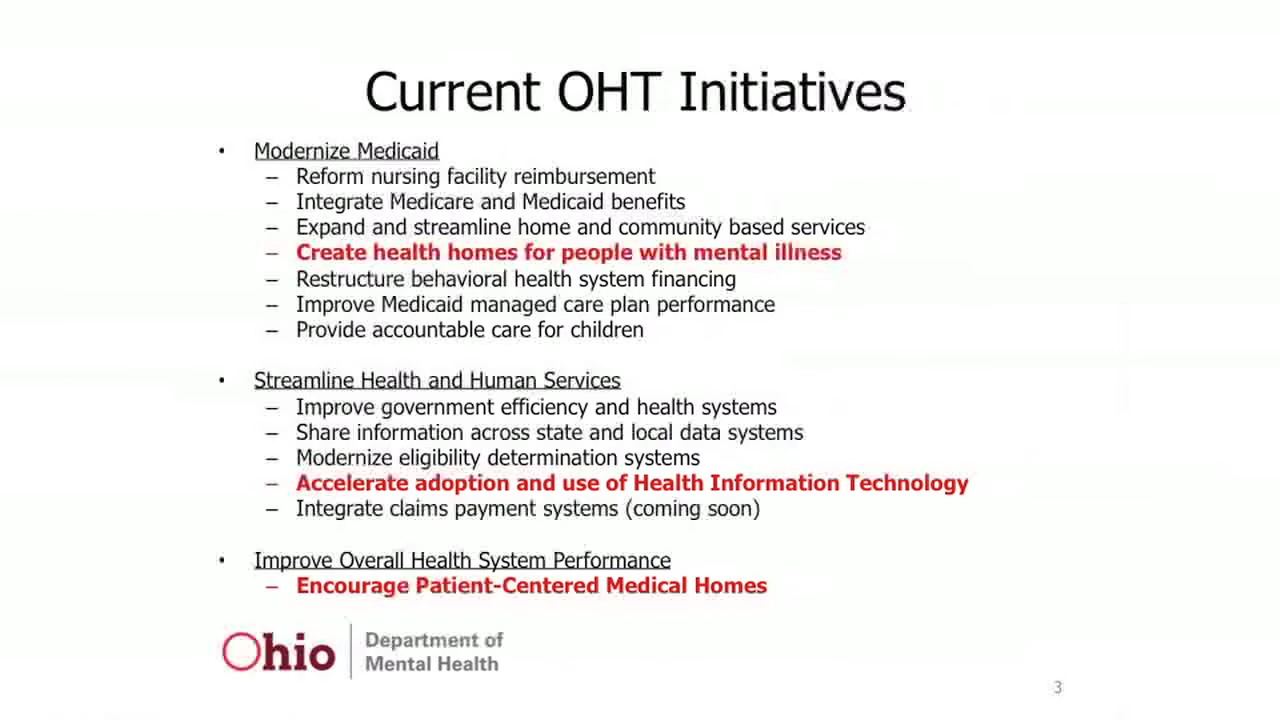 Current OHT Initiatives
• Modernize Medicaid
– Reform nursing facility reimbursement
– Integrate Medicare and Medicaid benefits
– Expand and streamline home and community based services
– Create health homes for people with mental illness
– Restructure behavioral health system financing
– Improve Medicaid managed care plan performance
– Provide accountable care for children
• Streamline Health and Human Services
– Improve government efficiency and health systems
– Share information across state and local data systems
– Modernize eligibility determination systems
– Accelerate adoption and use of Health Information Technology
– Integrate claims payment systems (coming soon)
• Improve Overall Health System Performance
– Encourage Patient-Centered Medical Homes
Ohio
Department of
Mental Health
3